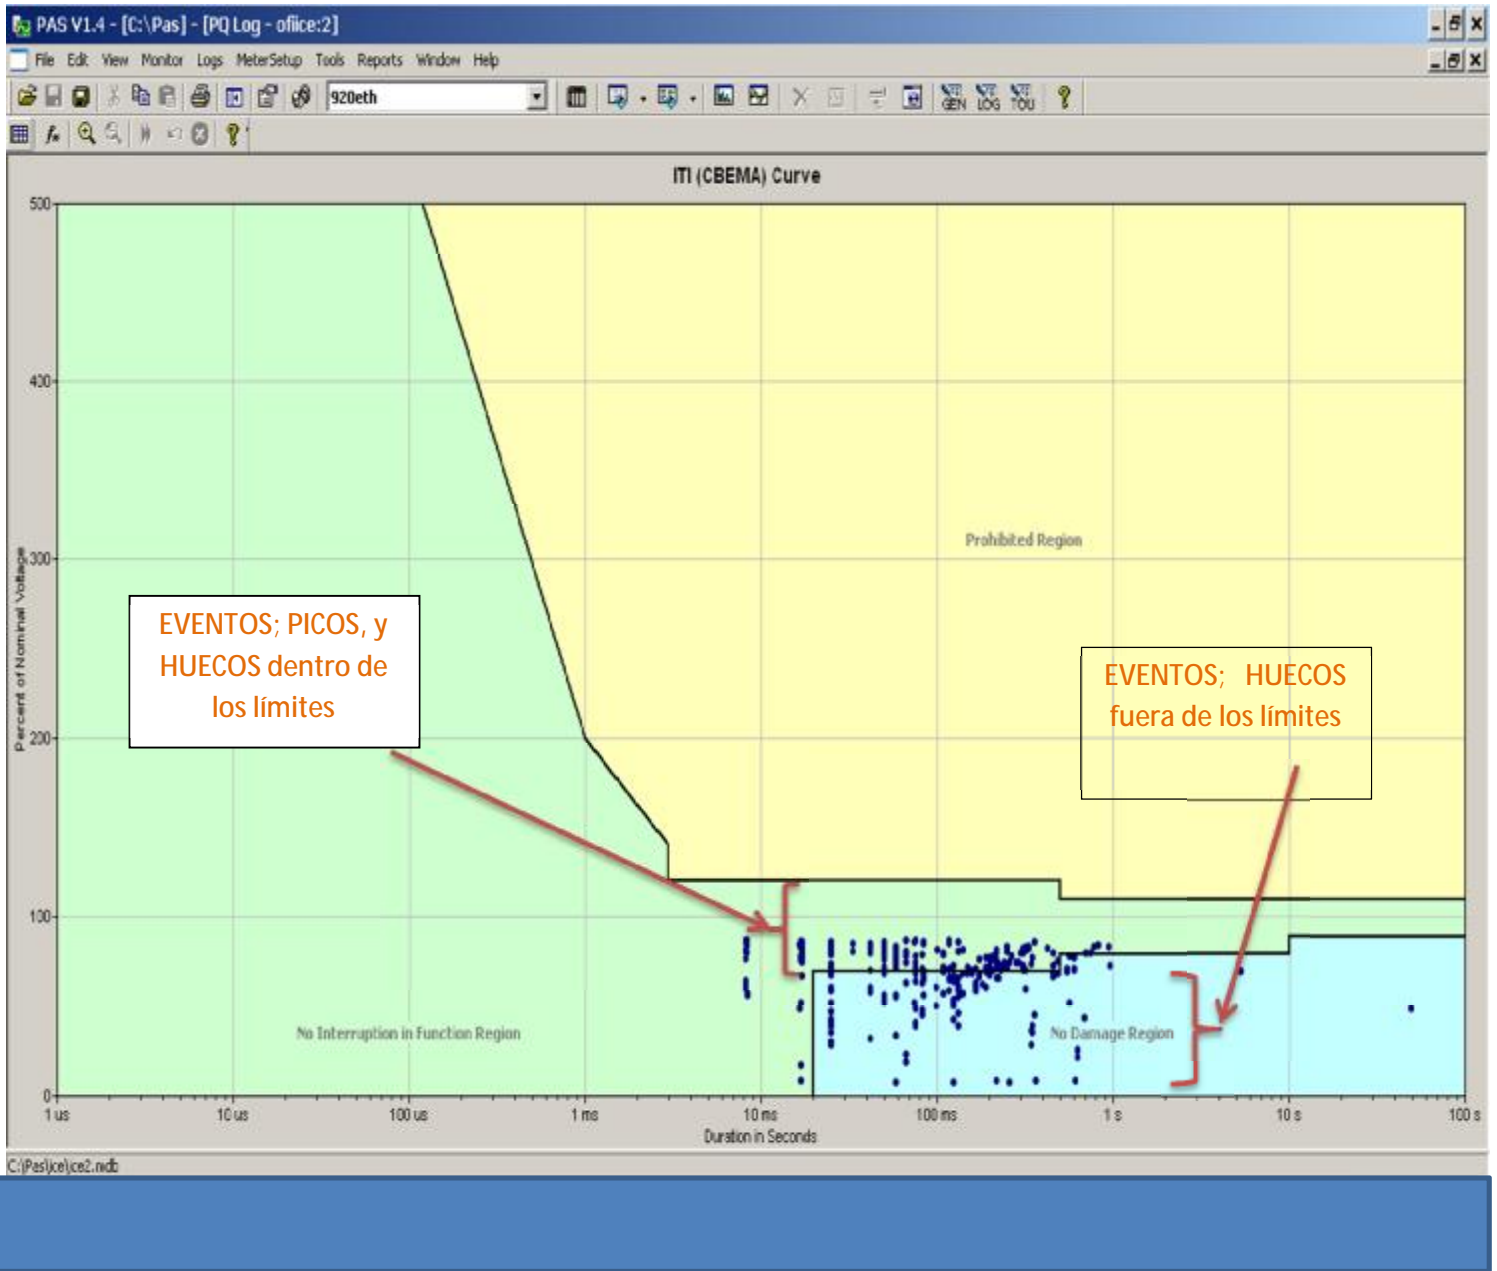 PAS V1.4 - [C:\Pas] - [PQ Log - ofiice:2]
File Edit View Monitor Logs MeterSetup Tools Reports Window Help
920eth
GEN LOG TOU
ITI (CBEMA) Curve
500
400
300
200
100
0
Percent of Nominal Voltage
Prohibited Region
EVENTOS; PICOS, y
HUECOS dentro de
los límites
EVENTOS; HUECOS
fuera de los límites
No Interruption in Function Region
No Damage Region
1 us 10 us 100 us 1 ms 10 ms 100 ms 1 s 10 s 100 s
Duration in Seconds
C:\Pas\ice\ice2.mdb